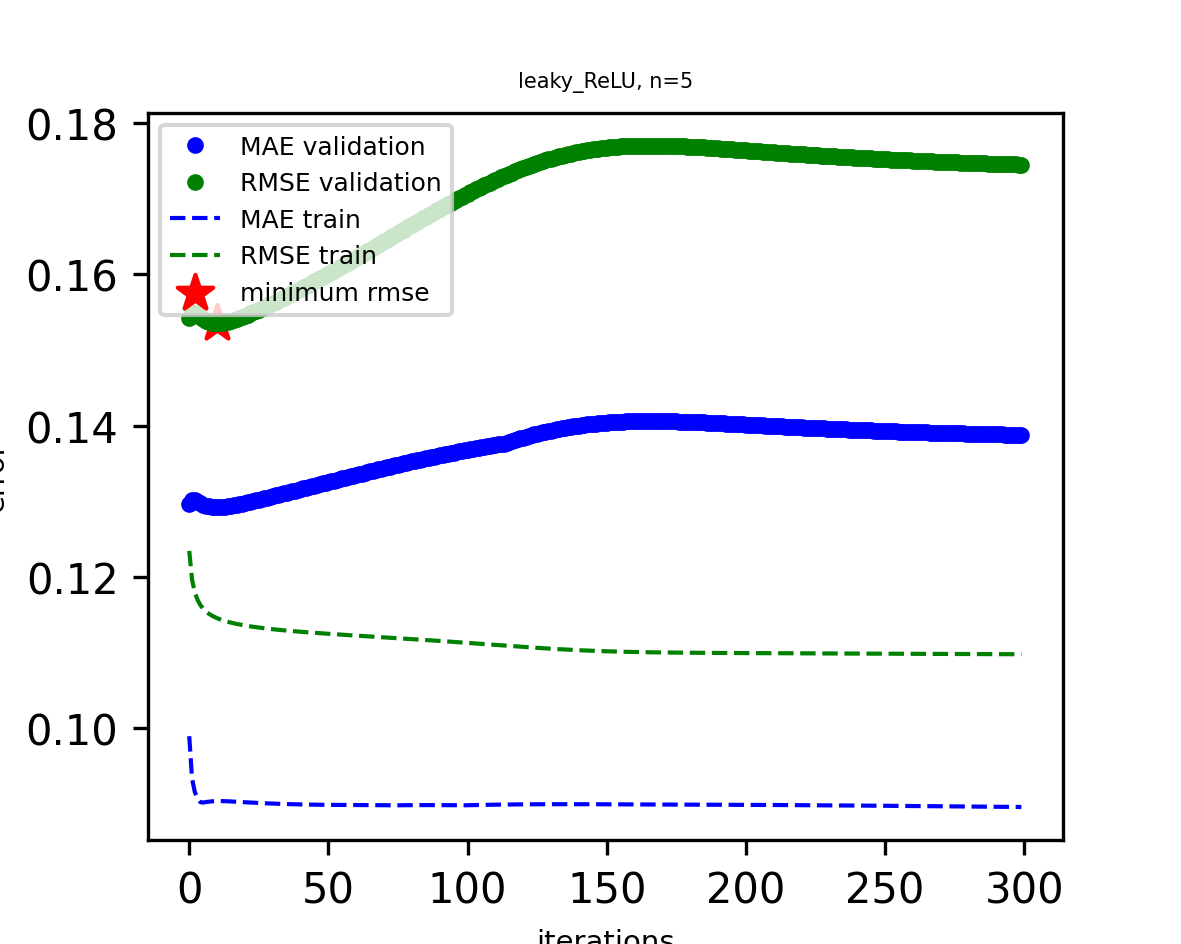 leaky_ReLU, n=5
0.18
0.16
0.14
0.12
0.10
MAE validation
RMSE validation
MAE train
RMSE train
minimum rmse
0 50 100 150 200 250 300
iterations